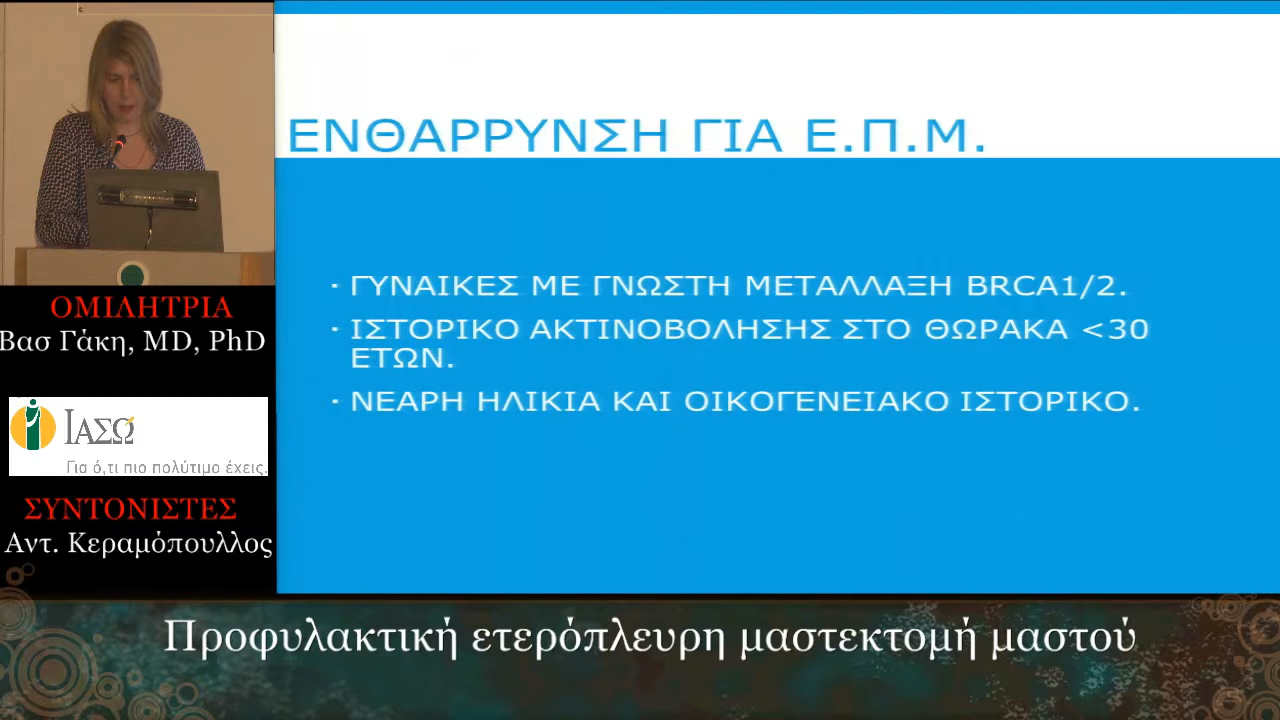 ΕΝΘΑΡΡΥΝΣΗ ΓΙΑ Ε.Π.Μ.
· ΓΥΝΑΙΚΕΣ ΜΕ ΓΝΩΣΤΗ ΜΕΤΑΛΛΑΞΗ BRCA1/2.
· ΙΣΤΟΡΙΚΟ ΑΚΤΙΝΟΒΟΛΗΣΗΣ ΣΤΟ ΘΩΡΑΚΑ <30
ΕΤΩΝ.
· ΝΕΑΡΗ ΗΛΙΚΙΑ ΚΑΙ ΟΙΚΟΓΕΝΕΙΑΚΟ ΙΣΤΟΡΙΚΟ.
ΟΜΙΛΗΤΡΙΑ
Βασ Γάκη, MD, PhD
ΙΑΣΩ
Για ό,τι πιο πολύτιμο έχεις.
ΣΥΝΤΟΝΙΣΤΕΣ
Αντ. Κεραμόπουλλος
Προφυλακτική ετερόπλευρη μαστεκτομή μαστού